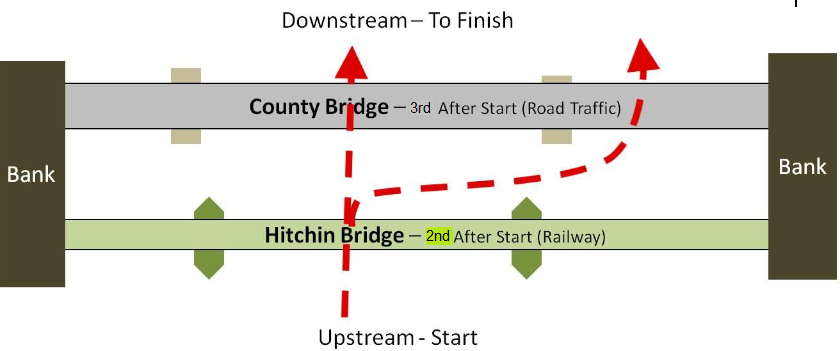 Downstream – To Finish
County Bridge – 3rd After Start (Road Traffic)
Bank
Bank
Hitchin Bridge – 2nd After Start (Railway)
Upstream - Start